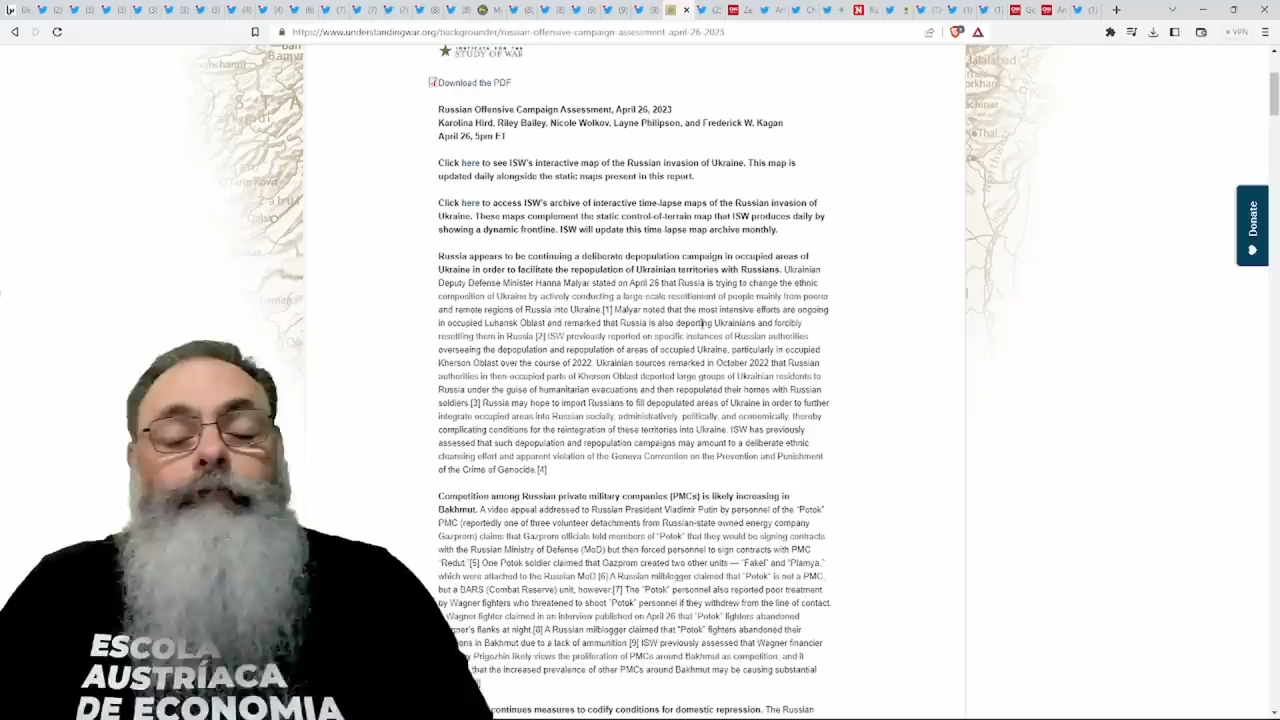 https://www.understandingwar.org/backgrounder/russian-offensive-campaign-assessment-april-26-2023
VPN
INSTITUTE FOR THE
STUDY OF WAR
Download the PDF
Russian Offensive Campaign Assessment, April 26, 2023
Karolina Hird, Riley Bailey, Nicole Wolkov, Layne Philipson, and Frederick W. Kagan
April 26, 5pm ET
Click here to see ISW's interactive map of the Russian invasion of Ukraine. This map is
updated daily alongside the static maps present in this report.
Click here to access ISW's archive of interactive time-lapse maps of the Russian invasion of
Ukraine. These maps complement the static control-of-terrain map that ISW produces daily by
showing a dynamic frontline. ISW will update this time-lapse map archive monthly.
Russia appears to be continuing a deliberate depopulation campaign in occupied areas of
Ukraine in order to facilitate the repopulation of Ukrainian territories with Russians. Ukrainian
Deputy Defense Minister Hanna Malyar stated on April 26 that Russia is trying to change the ethnic
composition of Ukraine by actively conducting a large-scale resettlement of people mainly from poorer
and remote regions of Russia into Ukraine.[1] Malyar noted that the most intensive efforts are ongoing
in occupied Luhansk Oblast and remarked that Russia is also deporting Ukrainians and forcibly
resettling them in Russia.[2] ISW previously reported on specific instances of Russian authorities
overseeing the depopulation and repopulation of areas of occupied Ukraine, particularly in occupied
Kherson Oblast over the course of 2022. Ukrainian sources remarked in October 2022 that Russian
authorities in then-occupied parts of Kherson Oblast deported large groups of Ukrainian residents to
Russia under the guise of humanitarian evacuations and then repopulated their homes with Russian
soldiers.[3] Russia may hope to import Russians to fill depopulated areas of Ukraine in order to further
integrate occupied areas into Russian socially, administratively, politically, and economically, thereby
complicating conditions for the reintegration of these territories into Ukraine. ISW has previously
assessed that such depopulation and repopulation campaigns may amount to a deliberate ethnic
cleansing effort and apparent violation of the Geneva Convention on the Prevention and Punishment
of the Crime of Genocide.[4]
Competition among Russian private military companies (PMCs) is likely increasing in
Bakhmut. A video appeal addressed to Russian President Vladimir Putin by personnel of the "Potok"
PMC (reportedly one of three volunteer detachments from Russian-state owned energy company
Gazprom) claims that Gazprom officials told members of "Potok" that they would be signing contracts
with the Russian Ministry of Defense (MoD) but then forced personnel to sign contracts with PMC
"Redut."[5] One Potok soldier claimed that Gazprom created two other units — "Fakel" and "Plamya,"
which were attached to the Russian MoD.[6] A Russian milblogger claimed that "Potok" is not a PMC,
but a BARS (Combat Reserve) unit, however.[7] The "Potok" personnel also reported poor treatment
by Wagner fighters who threatened to shoot "Potok" personnel if they withdrew from the line of contact.
Wagner fighter claimed in an interview published on April 26 that "Potok" fighters abandoned
flanks at night.[8] A Russian milblogger claimed that "Potok" fighters abandoned their
in Bakhmut due to a lack of ammunition.[9] ISW previously assessed that Wagner financier
Prigozhin likely views the proliferation of PMCs around Bakhmut as competition, and it
that the increased prevalence of other PMCs around Bakhmut may be causing substantial
continues measures to codify conditions for domestic repression. The Russian
Donate
Jalalabad
Thal
ESCOLA
AUSTRÍACA
DE ECONOMIA